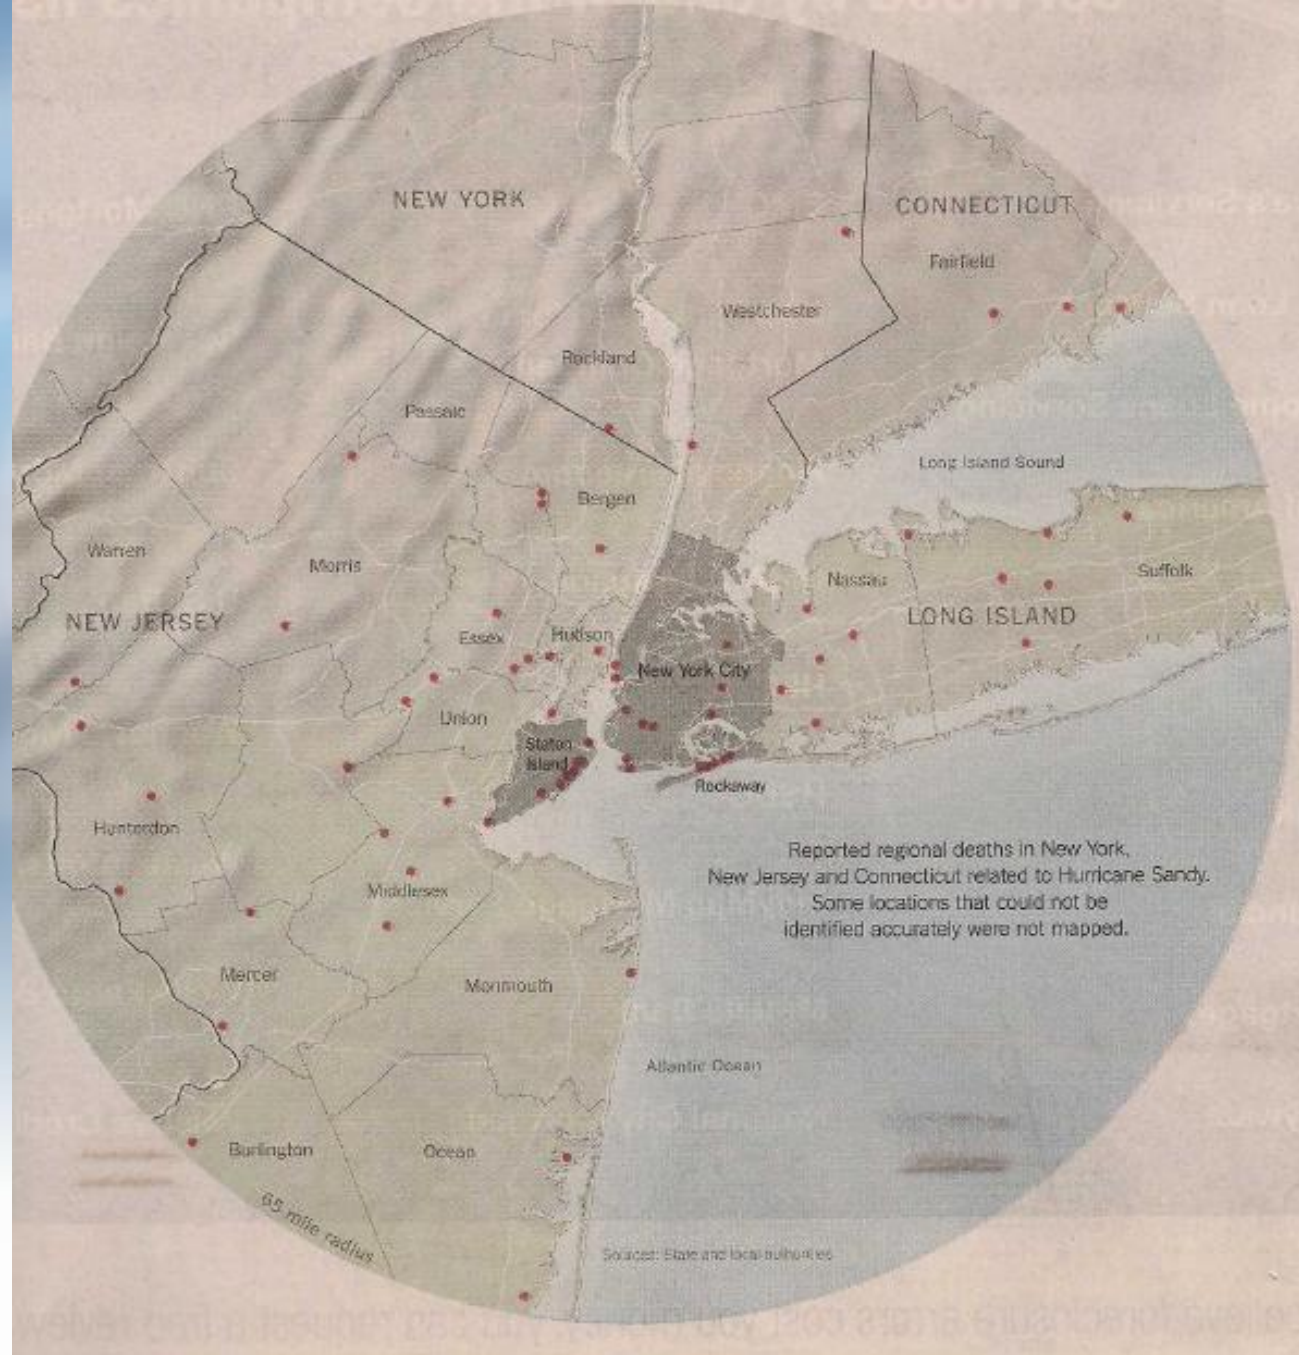 NEW YORK
CONNECTICUT
Fairfield
Westchester
Rockland
Passaic
Long Island Sound
Bergen
Warren
Morris
Nassau
Suffolk
NEW JERSEY
LONG ISLAND
Essex
Hudson
New York City
Union
Staten
Island
Rockaway
Hunterdon
Middlesex
Reported regional deaths in New York,
New Jersey and Connecticut related to Hurricane Sandy.
Some locations that could not be
identified accurately were not mapped.
Mercer
Monmouth
Atlantic Ocean
Burlington
Ocean
65 mile radius
Sources: State and local authorities